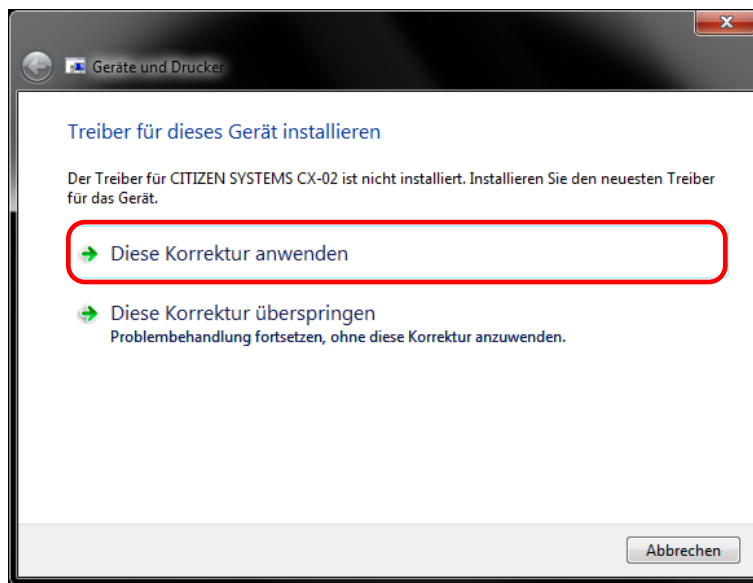 Geräte und Drucker
Treiber für dieses Gerät installieren
Der Treiber für CITIZEN SYSTEMS CX-02 ist nicht installiert. Installieren Sie den neuesten Treiber
für das Gerät.
Diese Korrektur anwenden
Diese Korrektur überspringen
Problembehandlung fortsetzen, ohne diese Korrektur anzuwenden.
Abbrechen